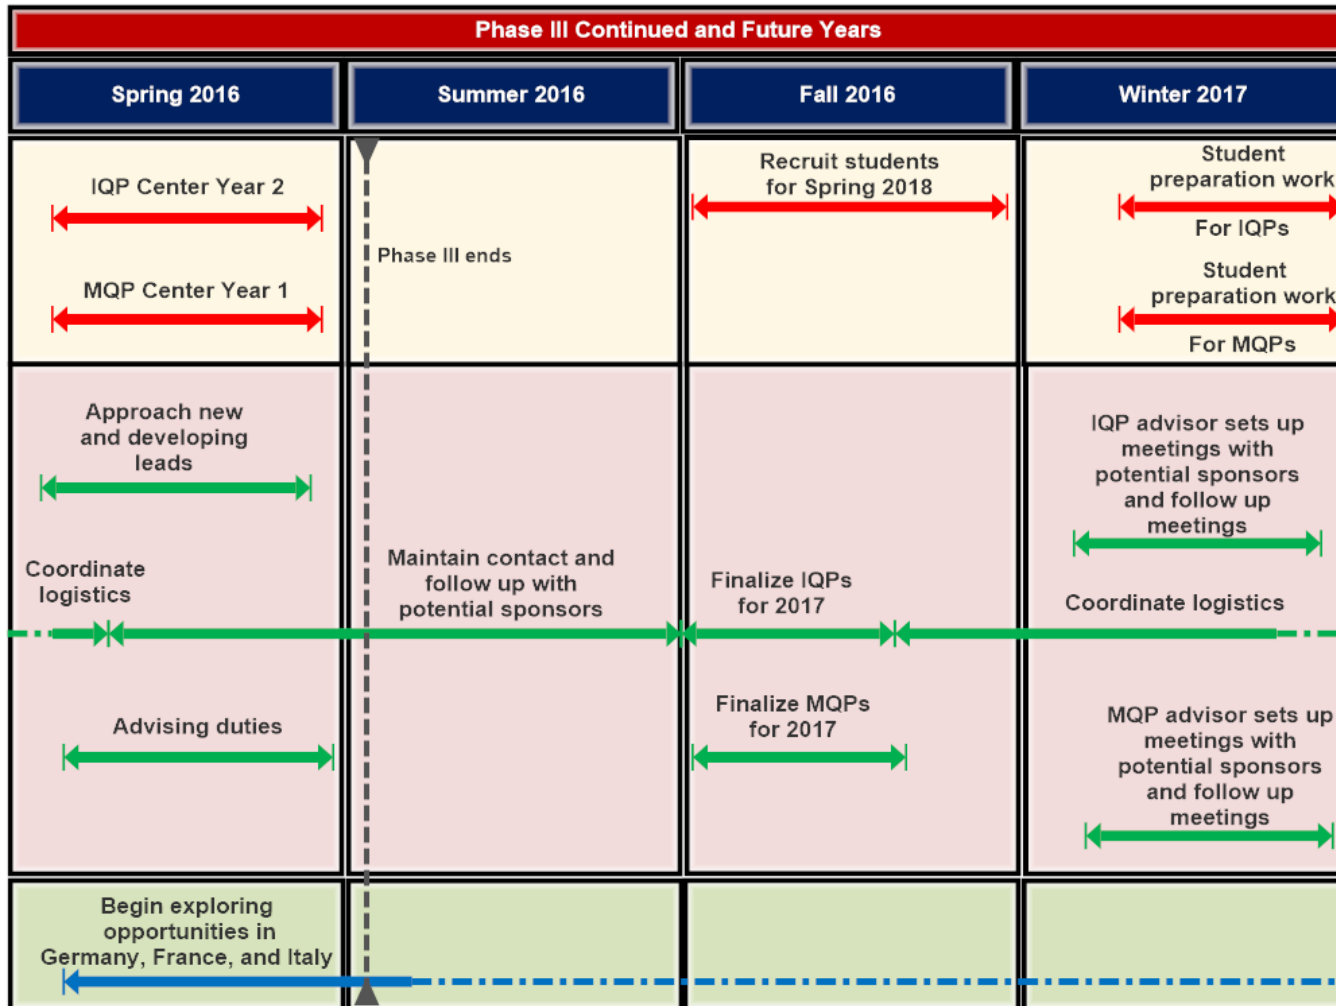 Phase III Continued and Future Years
Spring 2016
Summer 2016
Fall 2016
Winter 2017
IQP Center Year 2
MQP Center Year 1
Phase III ends
Recruit students
for Spring 2018
Student
preparation work
For IQPs
Student
preparation work
For MQPs
Approach new
and developing
leads
Coordinate
logistics
Advising duties
Maintain contact and
follow up with
potential sponsors
Finalize IQPs
for 2017
Finalize MQPs
for 2017
IQP advisor sets up
meetings with
potential sponsors
and follow up
meetings
Coordinate logistics
MQP advisor sets up
meetings with
potential sponsors
and follow up
meetings
Begin exploring
opportunities in
Germany, France, and Italy